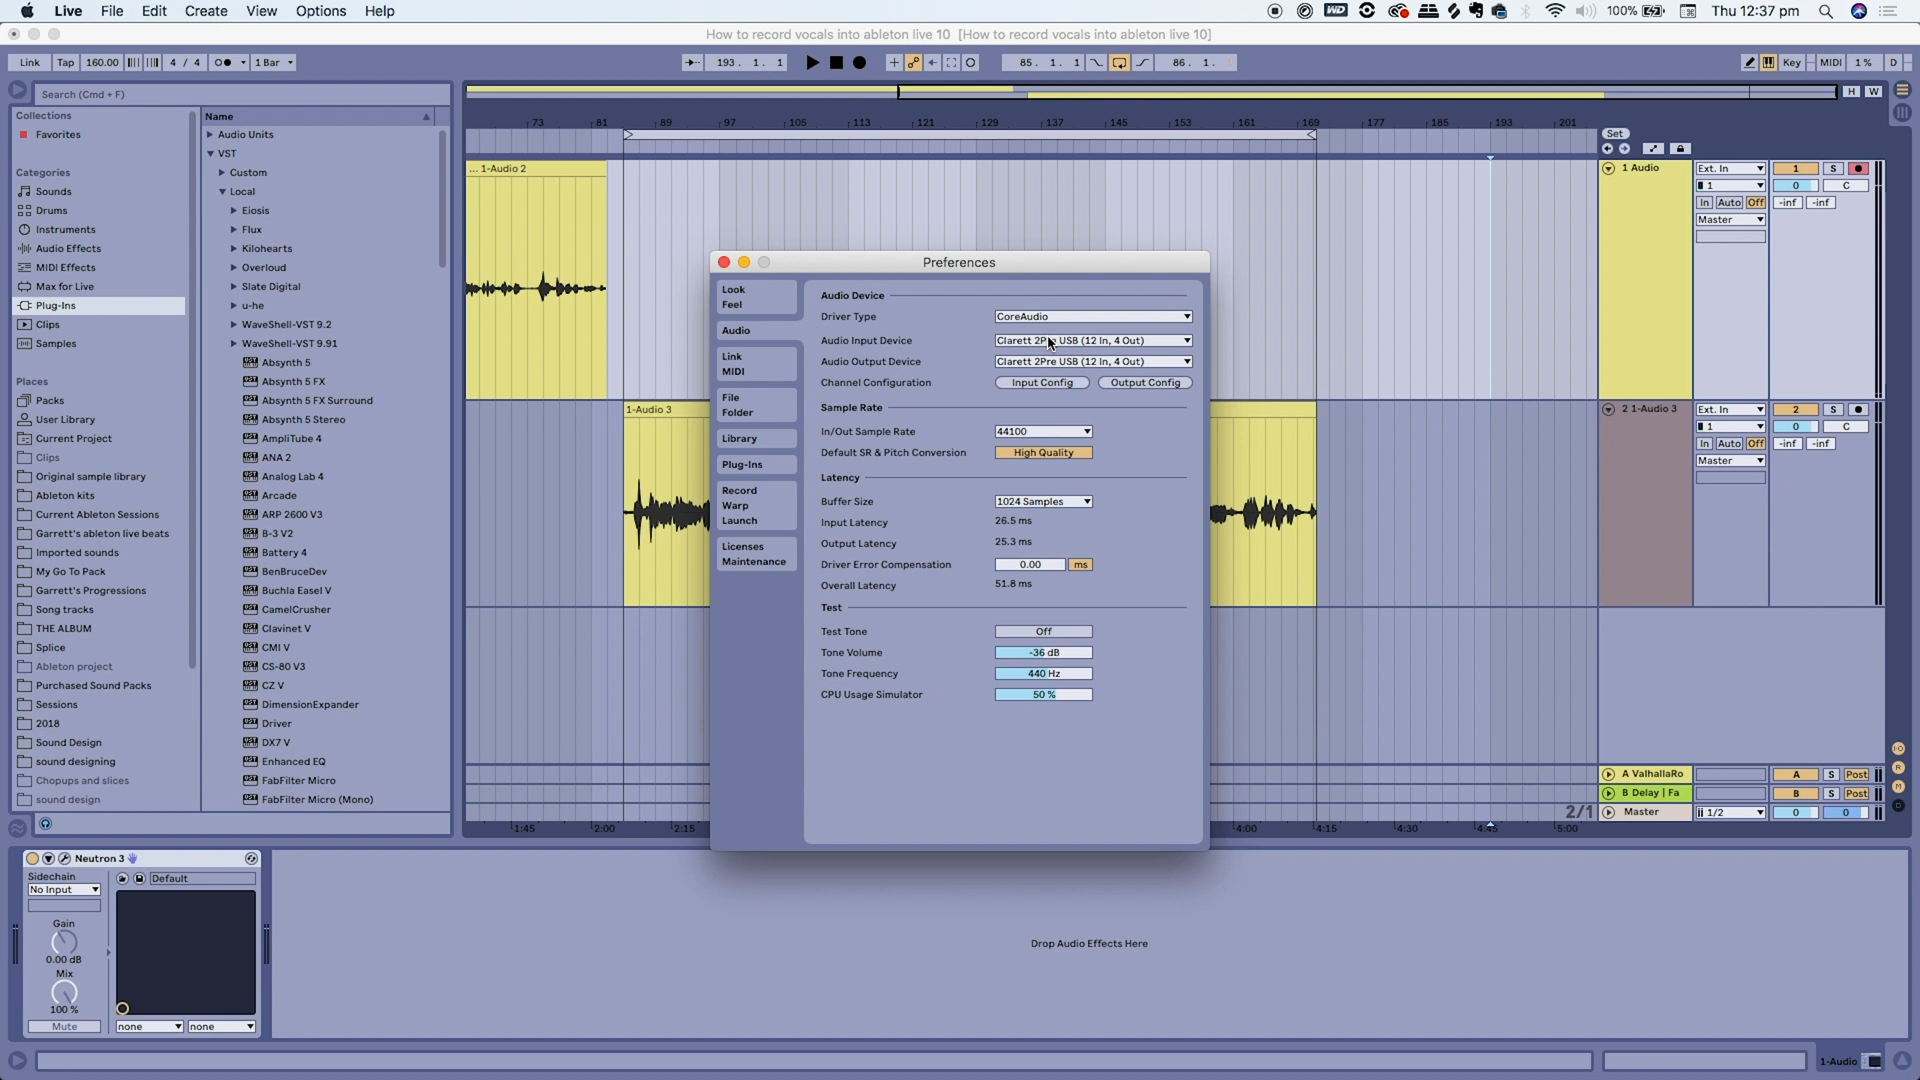 Live File Edit Create View Options Help 100% Thu 12:37 pm
How to record vocals into ableton live 10 [How to record vocals into ableton live 10]
Link Tap 160.00 4 / 4 1 Bar 193. 1. 1 85. 1. 1 86. 1. Key MIDI 1 % D
Search (Cmd + F)
H W
Collections
Favorites
Categories
Sounds
Drums
Instruments
Audio Effects
MIDI Effects
Max for Live
Plug-Ins
Clips
Samples
Places
Packs
User Library
Current Project
Clips
Original sample library
Ableton kits
Current Ableton Sessions
Garrett's ableton live beats
Imported sounds
My Go To Pack
Garrett's Progressions
Song tracks
THE ALBUM
Splice
Ableton project
Purchased Sound Packs
Sessions
2018
Sound Design
sound designing
Chopups and slices
sound design
Name
Audio Units
VST
Custom
Local
Eiosis
Flux
Kilohearts
Overloud
Slate Digital
u-he
WaveShell-VST 9.2
WaveShell-VST 9.91
Absynth 5
Absynth 5 FX
Absynth 5 FX Surround
Absynth 5 Stereo
AmpliTube 4
ANA 2
Analog Lab 4
Arcade
ARP 2600 V3
B-3 V2
Battery 4
BenBruceDev
Buchla Easel V
CamelCrusher
Clavinet V
CMI V
CS-80 V3
CZ V
DimensionExpander
Driver
DX7 V
Enhanced EQ
FabFilter Micro
FabFilter Micro (Mono)
73 81 89 97 105 113 121 129 137 145 153 161 169 177 185 193 201
Set
... 1-Audio 2
1-Audio 3
1 Audio
Ext. In 1 S
1 0 C
In Auto Off -inf -inf
Master
2 1-Audio 3
Ext. In 2 S
1 0 C
In Auto Off -inf -inf
Master
A ValhallaRo A S Post
B Delay | Fa B S Post
2/1 Master 1/2 0 0
1:45 2:00 2:15 4:00 4:15 4:30 4:45 5:00
Preferences
Look
Feel
Audio
Link
MIDI
File
Folder
Library
Plug-Ins
Record
Warp
Launch
Licenses
Maintenance
Audio Device
Driver Type CoreAudio
Audio Input Device Clarett 2Pre USB (12 In, 4 Out)
Audio Output Device Clarett 2Pre USB (12 In, 4 Out)
Channel Configuration Input Config Output Config
Sample Rate
In/Out Sample Rate 44100
Default SR & Pitch Conversion High Quality
Latency
Buffer Size 1024 Samples
Input Latency 26.5 ms
Output Latency 25.3 ms
Driver Error Compensation 0.00 ms
Overall Latency 51.8 ms
Test
Test Tone Off
Tone Volume -36 dB
Tone Frequency 440 Hz
CPU Usage Simulator 50 %
Neutron 3
Sidechain
No Input
Default
Gain
0.00 dB
Mix
100 %
Mute none none
Drop Audio Effects Here
1-Audio